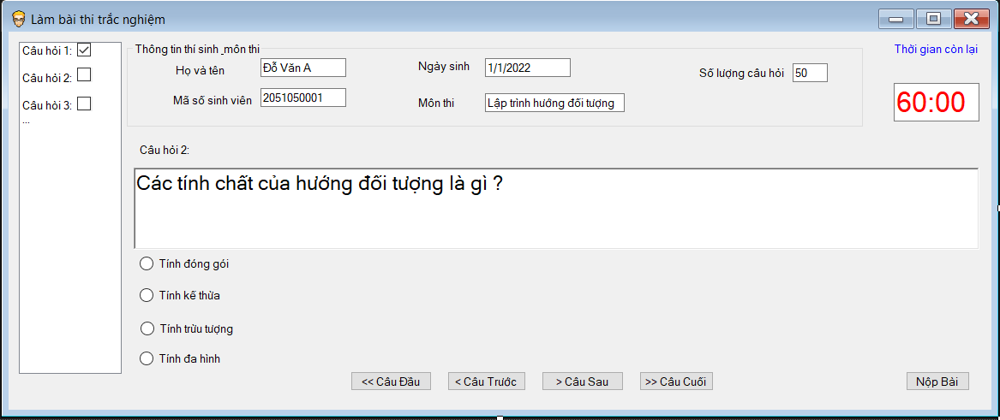 Làm bài thi trắc nghiệm
Câu hỏi 1:
Câu hỏi 2:
Câu hỏi 3:
...
Thông tin thí sinh _môn thi
Họ và tên Đỗ Văn A Ngày sinh 1/1/2022 Số lượng câu hỏi 50
Mã số sinh viên 2051050001 Môn thi Lập trình hướng đối tượng
Thời gian còn lại
60:00
Câu hỏi 2:
Các tính chất của hướng đối tượng là gì ?
Tính đóng gói
Tính kế thừa
Tính trừu tượng
Tính đa hình
<< Câu Đầu < Câu Trước > Câu Sau >> Câu Cuối Nộp Bài